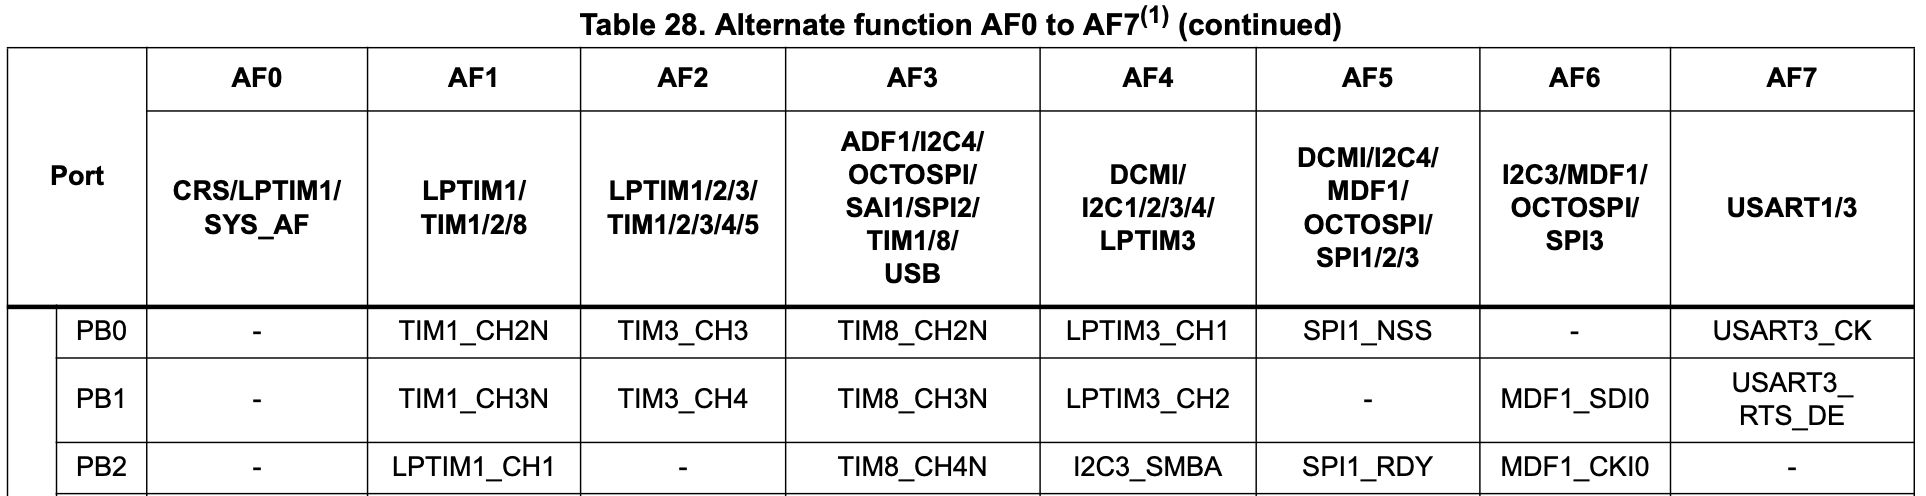 Table 28. Alternate function AF0 to AF7(1) (continued)
Port
AF0 AF1 AF2 AF3 AF4 AF5 AF6 AF7
CRS/LPTIM1/
SYS_AF
LPTIM1/
TIM1/2/8
LPTIM1/2/3/
TIM1/2/3/4/5
ADF1/I2C4/
OCTOSPI/
SAI1/SPI2/
TIM1/8/
USB
DCMI/
I2C1/2/3/4/
LPTIM3
DCMI/I2C4/
MDF1/
OCTOSPI/
SPI1/2/3
I2C3/MDF1/
OCTOSPI/
SPI3
USART1/3
PB0 - TIM1_CH2N TIM3_CH3 TIM8_CH2N LPTIM3_CH1 SPI1_NSS - USART3_CK
PB1 - TIM1_CH3N TIM3_CH4 TIM8_CH3N LPTIM3_CH2 - MDF1_SDI0 USART3_
RTS_DE
PB2 - LPTIM1_CH1 - TIM8_CH4N I2C3_SMBA SPI1_RDY MDF1_CKI0 -